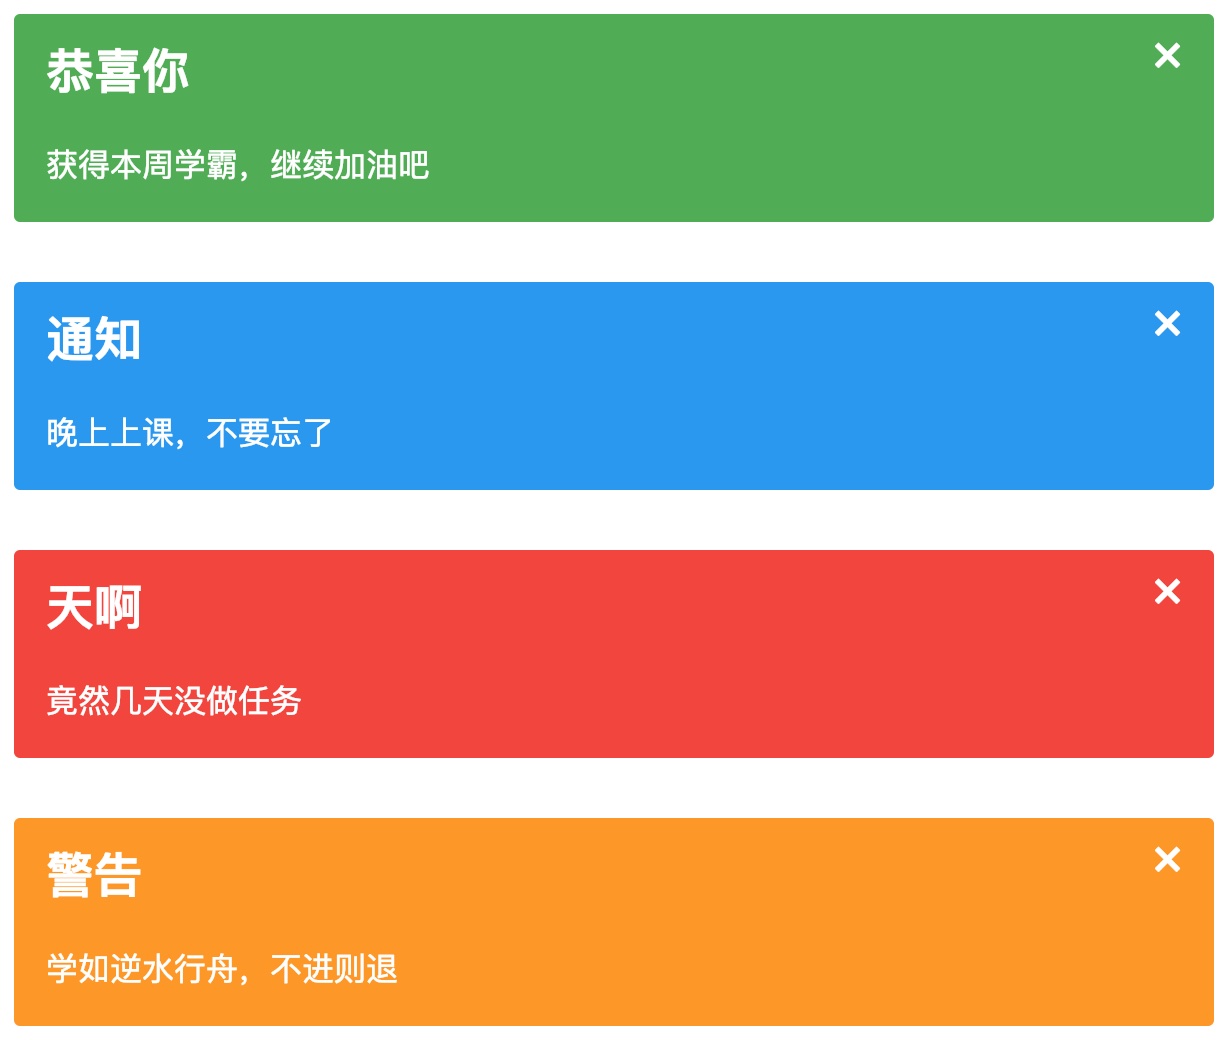 恭喜你
获得本周学霸，继续加油吧
通知
晚上上课，不要忘了
天啊
竟然几天没做任务
警告
学如逆水行舟，不进则退